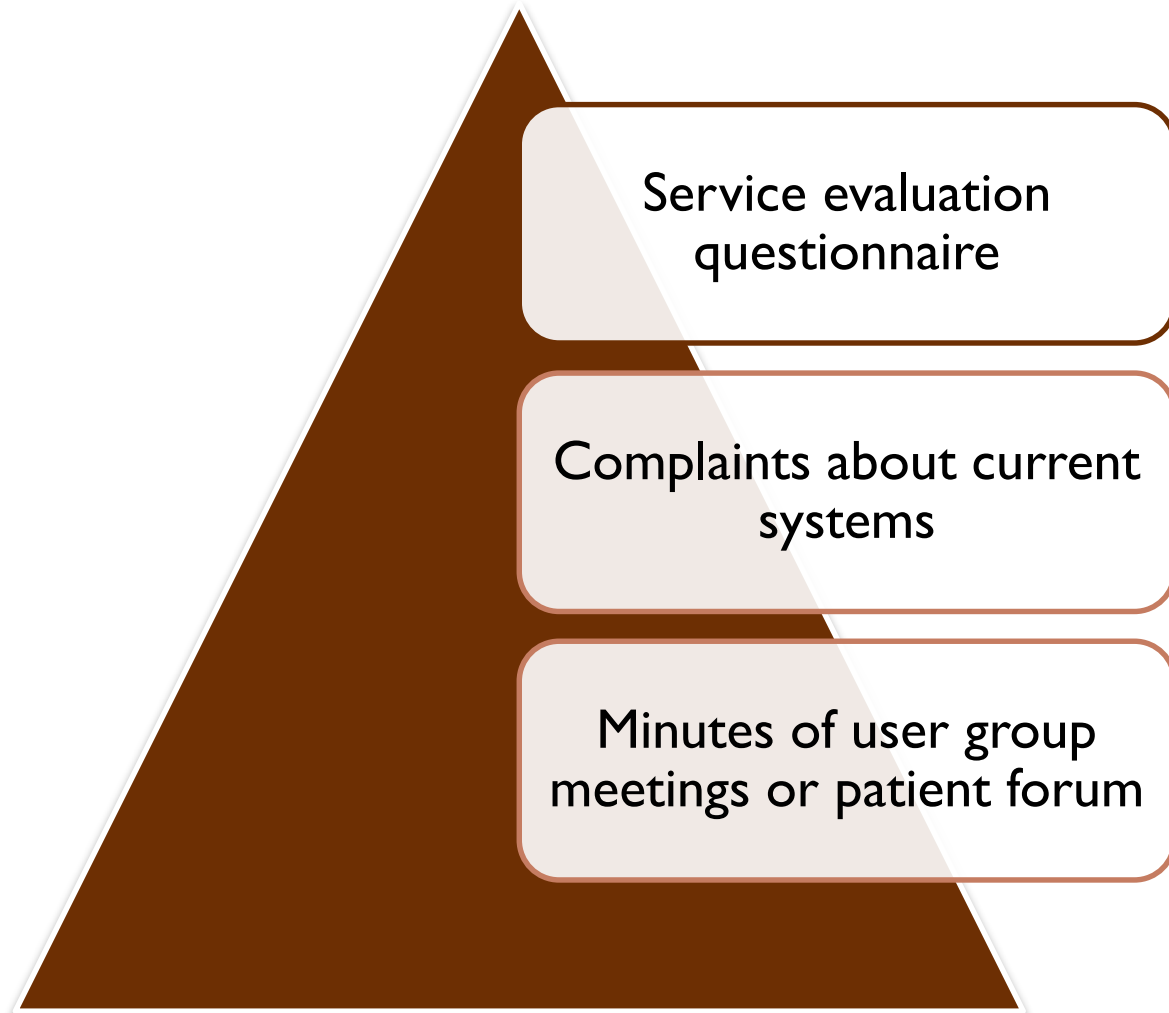 Service evaluation
questionnaire
Complaints about current
systems
Minutes of user group
meetings or patient forum